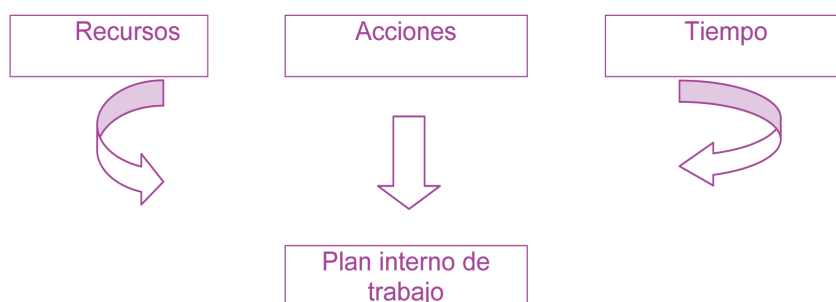 Recursos
Acciones
Tiempo
Plan interno de
trabajo